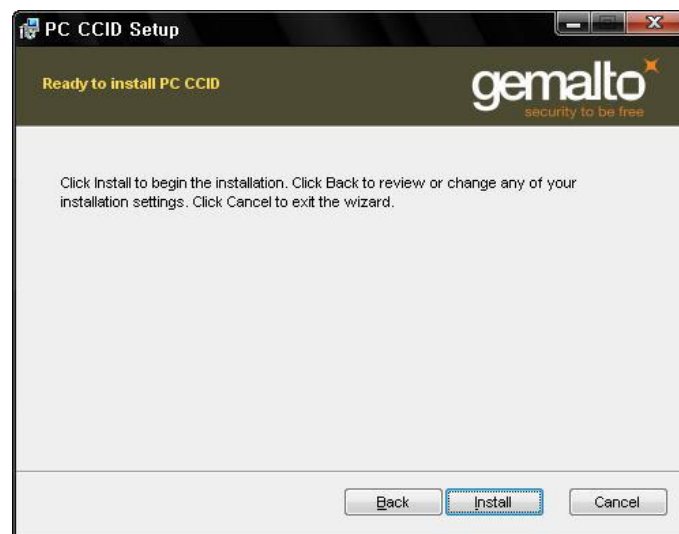 PC CCID Setup
Ready to install PC CCID
gemalto
security to be free
Click Install to begin the installation. Click Back to review or change any of your
installation settings. Click Cancel to exit the wizard.
Back
Install
Cancel